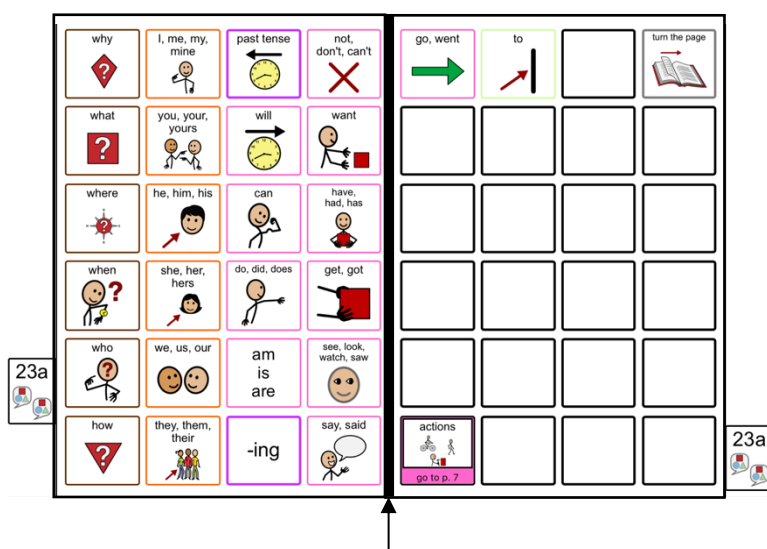 why
I, me, my,
mine
past tense
not,
don't, can't
go, went
to
turn the page
what
?
you, your,
yours
will
want
where
?
he, him, his
can
have,
had, has
when
?
she, her,
hers
do, did, does
get, got
who
?
we, us, our
am
is
are
see, look,
watch, saw
how
?
they, them,
their
-ing
say, said
actions
go to p. 7
23a
23a
?